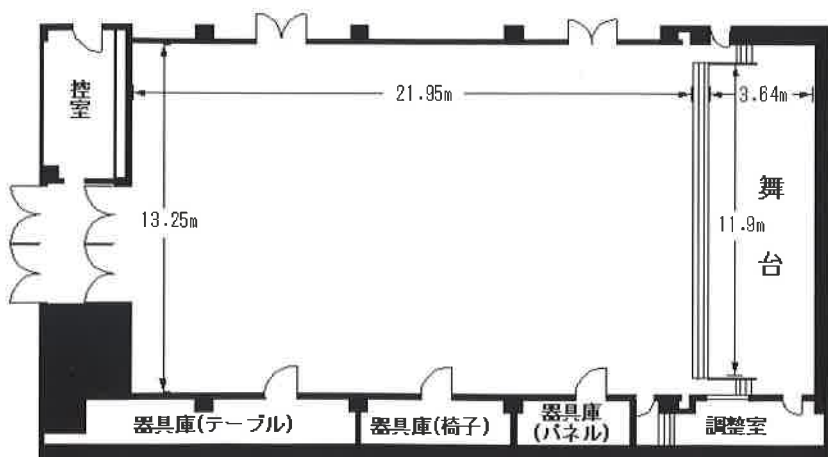 控室
21.95m
3.64m
13.25m
11.9m
舞台
器具庫(テーブル)
器具庫(椅子)
器具庫
(パネル)
調整室